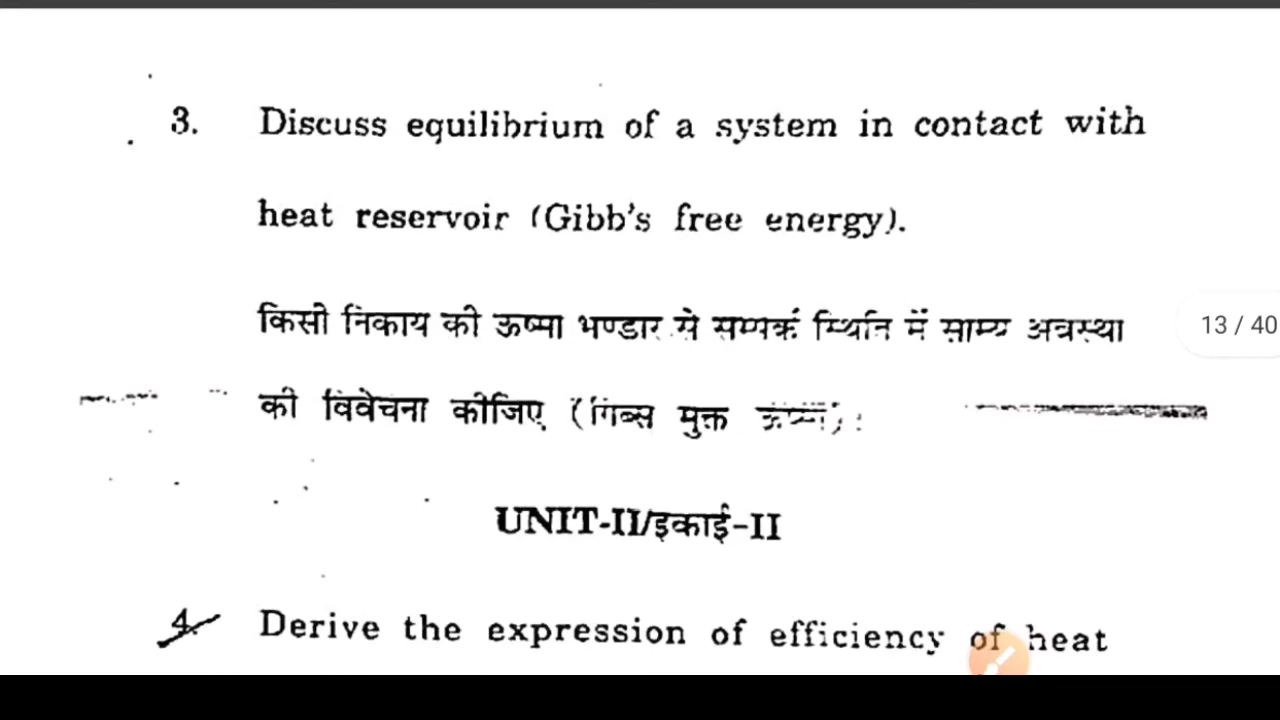 3. Discuss equilibrium of a system in contact with
heat reservoir (Gibb's free energy).
किसी निकाय की ऊष्मा भण्डार से सम्पर्क स्थिति में साम्य अवस्था
की विवेचना कीजिए (गिब्स मुक्त
13 / 40
UNIT-II/इकाई-II
4. Derive the expression of efficiency of heat